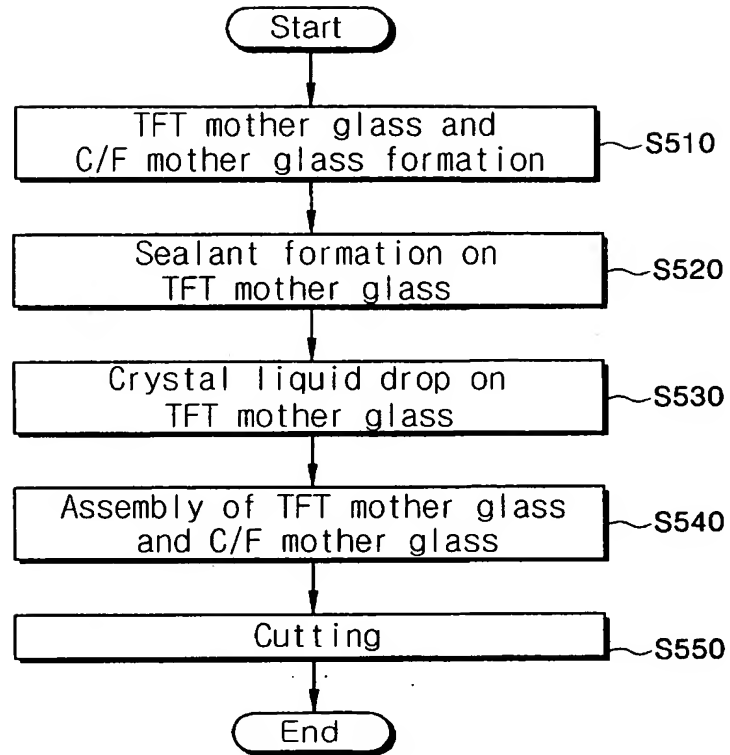 Start
TFT mother glass and
C/F mother glass formation
S510
Sealant formation on
TFT mother glass
S520
Crystal liquid drop on
TFT mother glass
S530
Assembly of TFT mother glass
and C/F mother glass
S540
Cutting
S550
End